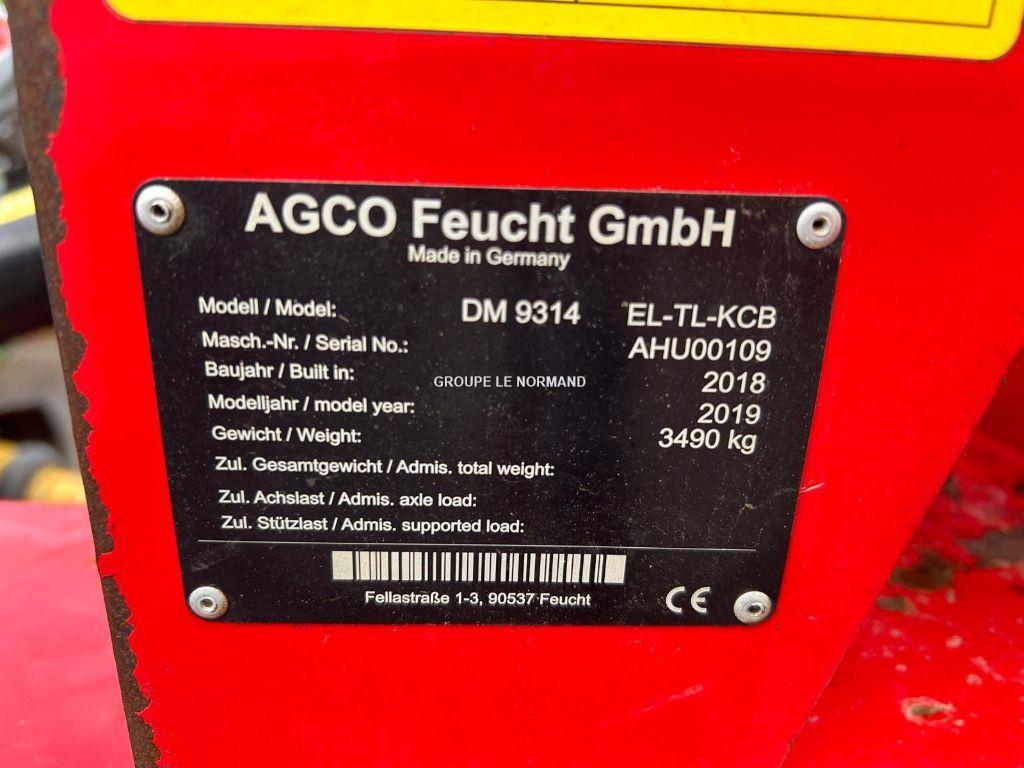 AGCO Feucht GmbH
Made in Germany
Modell / Model: DM 9314 EL-TL-KCB
Masch.-Nr. / Serial No.: AHU00109
Baujahr / Built in: 2018
GROUPE LE NORMAND
Modelljahr / model year: 2019
Gewicht / Weight: 3490 kg
Zul. Gesamtgewicht / Admis. total weight:
Zul. Achslast / Admis. axle load:
Zul. Stützlast / Admis. supported load:
Fellastraße 1-3, 90537 Feucht
CE